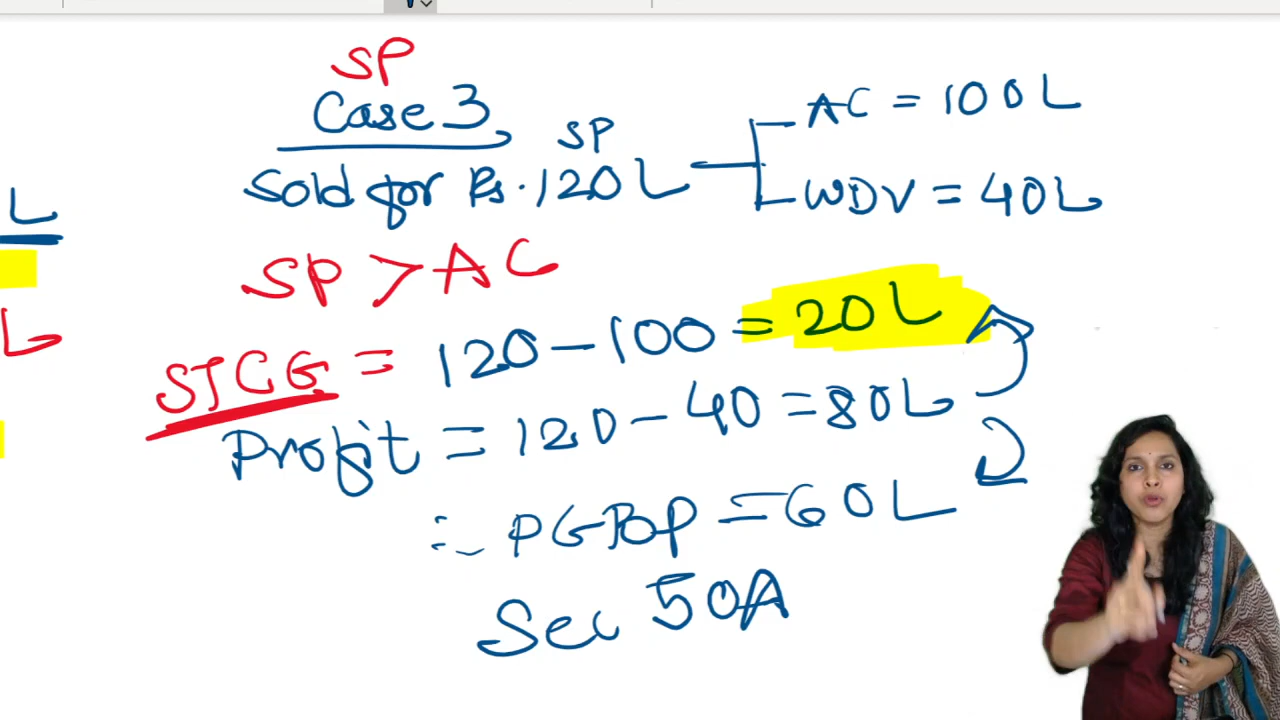 SP
Case 3
SP
Sold for Rs. 120 L
AC = 100 L
WDV = 40 L
SP > AC
STCG = 120 - 100 = 20 L
Profit = 120 - 40 = 80 L
∴ PGBP = 60 L
Sec 50A
L
L